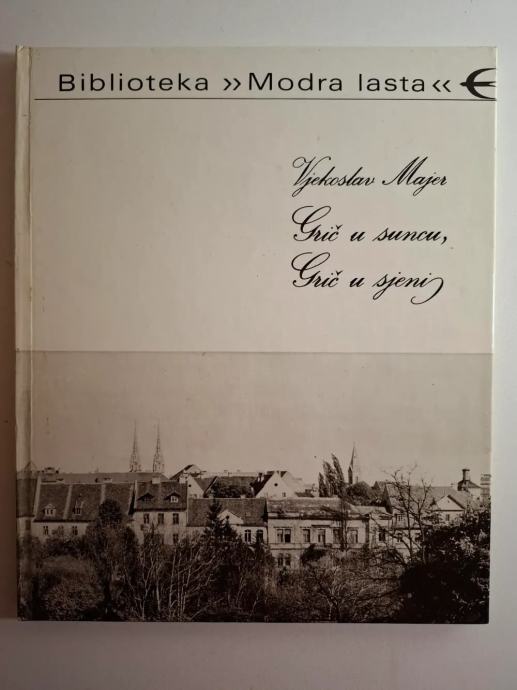 Biblioteka »Modra lasta«
Vjekoslav Majer
Grič u suncu,
Grič u sjeni